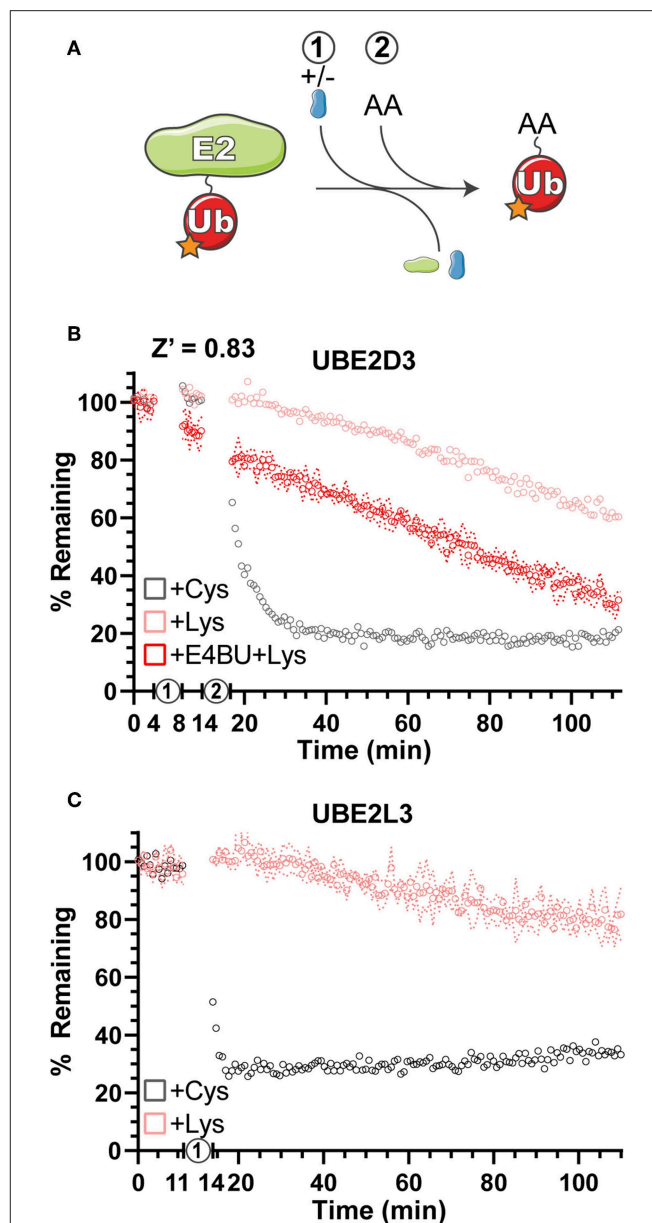 A
1 2
+/-
AA
E2
Ub
AA
Ub
B
Z' = 0.83 UBE2D3
% Remaining
100
80
60
40
20
0
+Cys
+Lys
+E4BU+Lys
1 2
0 4 8 14 40 60 80 100
20
Time (min)
C
UBE2L3
% Remaining
100
80
60
40
20
0
+Cys
+Lys
1
0 11 14 20 40 60 80 100
Time (min)